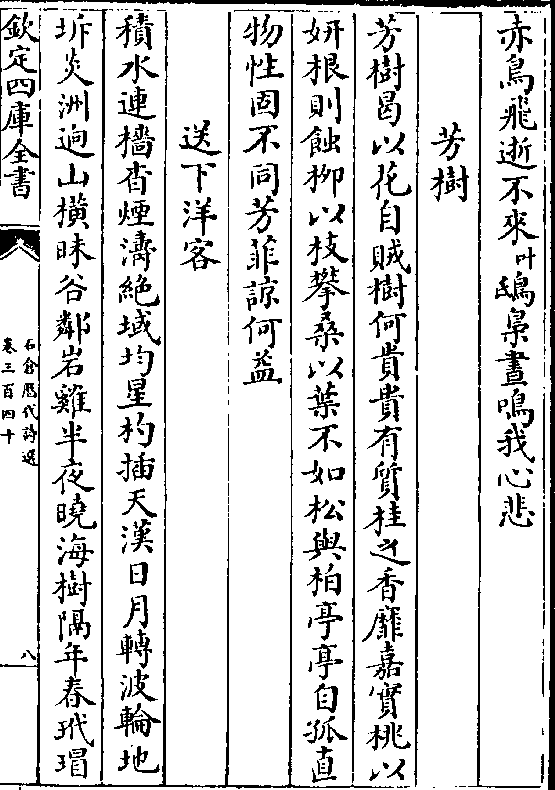 赤鳥飛逝不來叶鴟梟晝鳴我心悲
芳樹
芳樹曷以花自賊樹何貴貴有質桂之香靡嘉實桃以
妍根則蝕柳以枝攀桑以葉不如松與柏亭亭自孤直
物性固不同芳菲諒何益
送下洋客
積水連檣杳煙濤絶域均星杓插天漢日月轉波輪地
坼炎洲逈山横昧谷鄰岩雞半夜曉海樹隔年春玳瑁
欽定四庫全書
石倉歷代詩選
卷三百四十
八